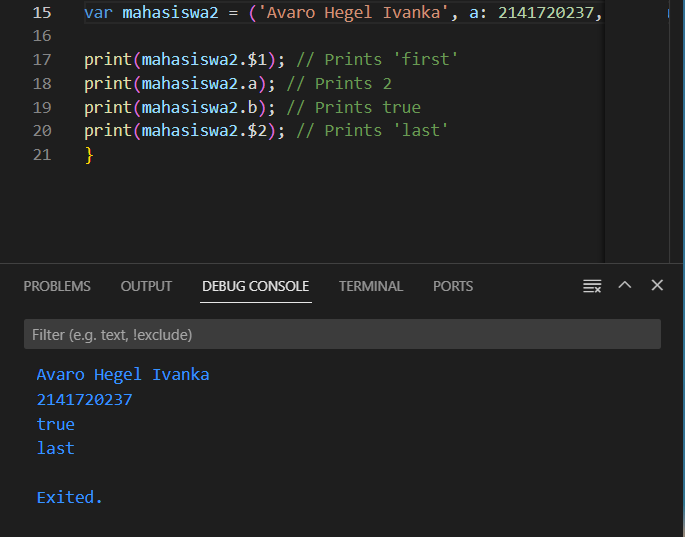 15 var mahasiswa2 = ('Avaro Hegel Ivanka', a: 2141720237,
16
17 print(mahasiswa2.$1); // Prints 'first'
18 print(mahasiswa2.a); // Prints 2
19 print(mahasiswa2.b); // Prints true
20 print(mahasiswa2.$2); // Prints 'last'
21 }
PROBLEMS OUTPUT DEBUG CONSOLE TERMINAL PORTS
Filter (e.g. text, !exclude)
Avaro Hegel Ivanka
2141720237
true
last
Exited.